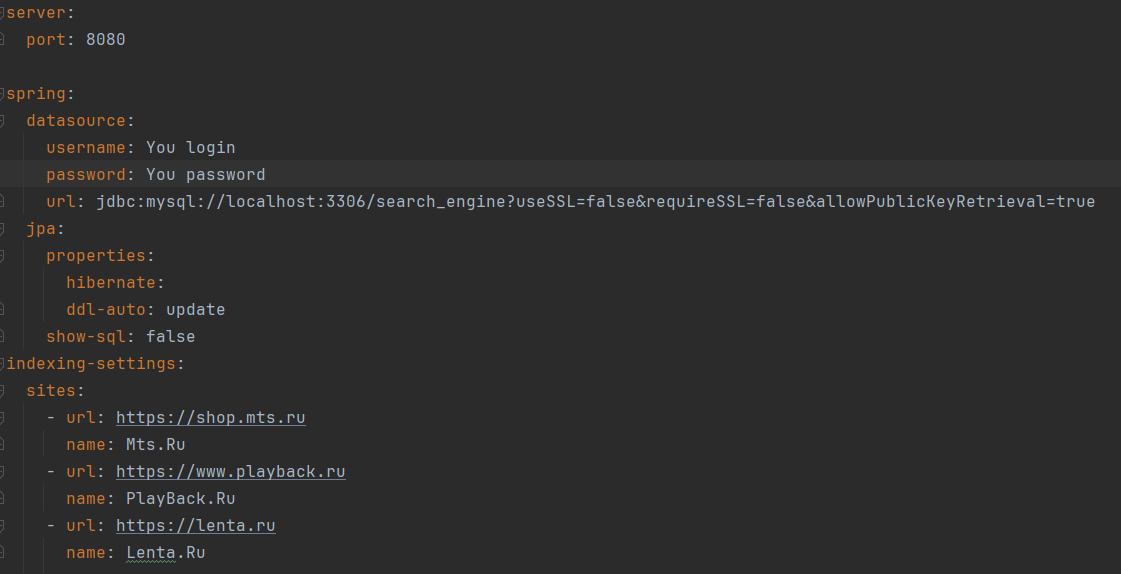 server:
  port: 8080

spring:
  datasource:
    username: You login
    password: You password
    url: jdbc:mysql://localhost:3306/search_engine?useSSL=false&requireSSL=false&allowPublicKeyRetrieval=true
  jpa:
    properties:
      hibernate:
      ddl-auto: update
    show-sql: false
indexing-settings:
  sites:
    - url: https://shop.mts.ru
      name: Mts.Ru
    - url: https://www.playback.ru
      name: PlayBack.Ru
    - url: https://lenta.ru
      name: Lenta.Ru